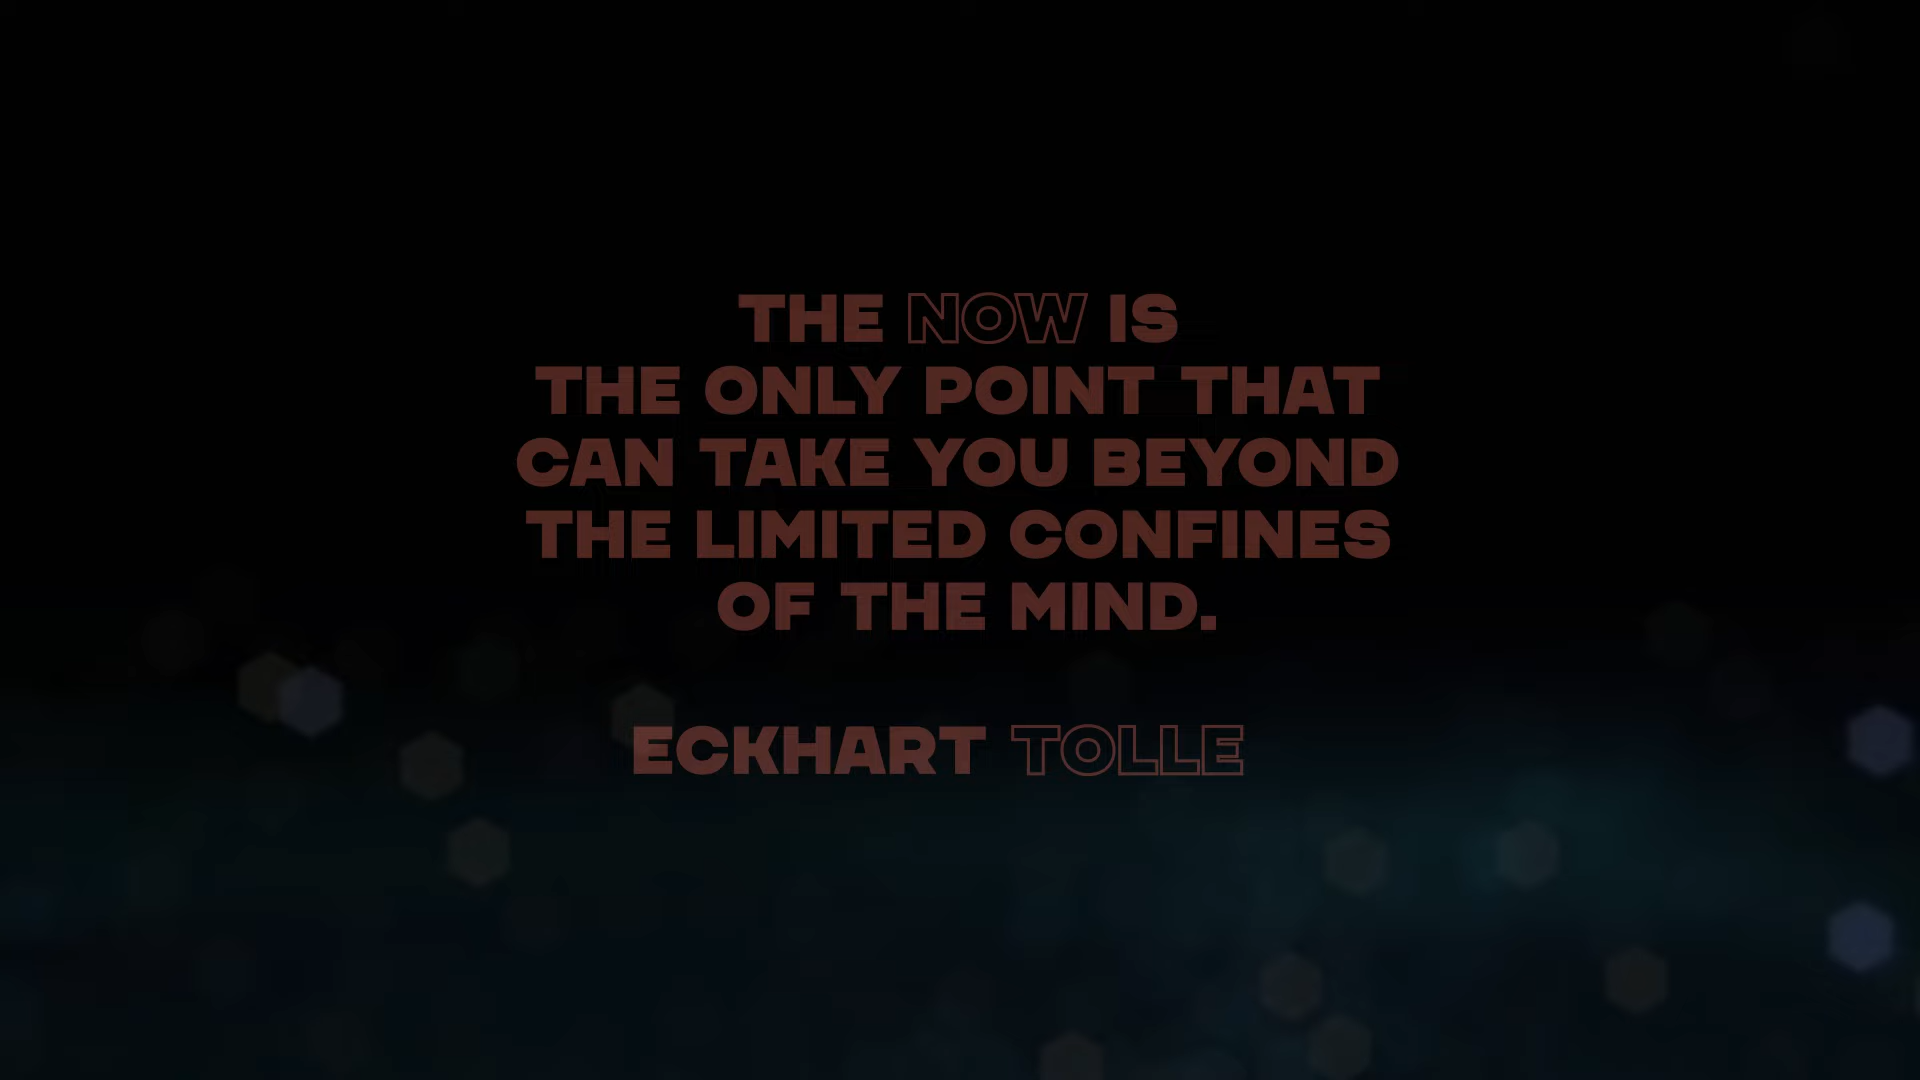 THE NOW IS
THE ONLY POINT THAT
CAN TAKE YOU BEYOND
THE LIMITED CONFINES
OF THE MIND.
ECKHART TOLLE